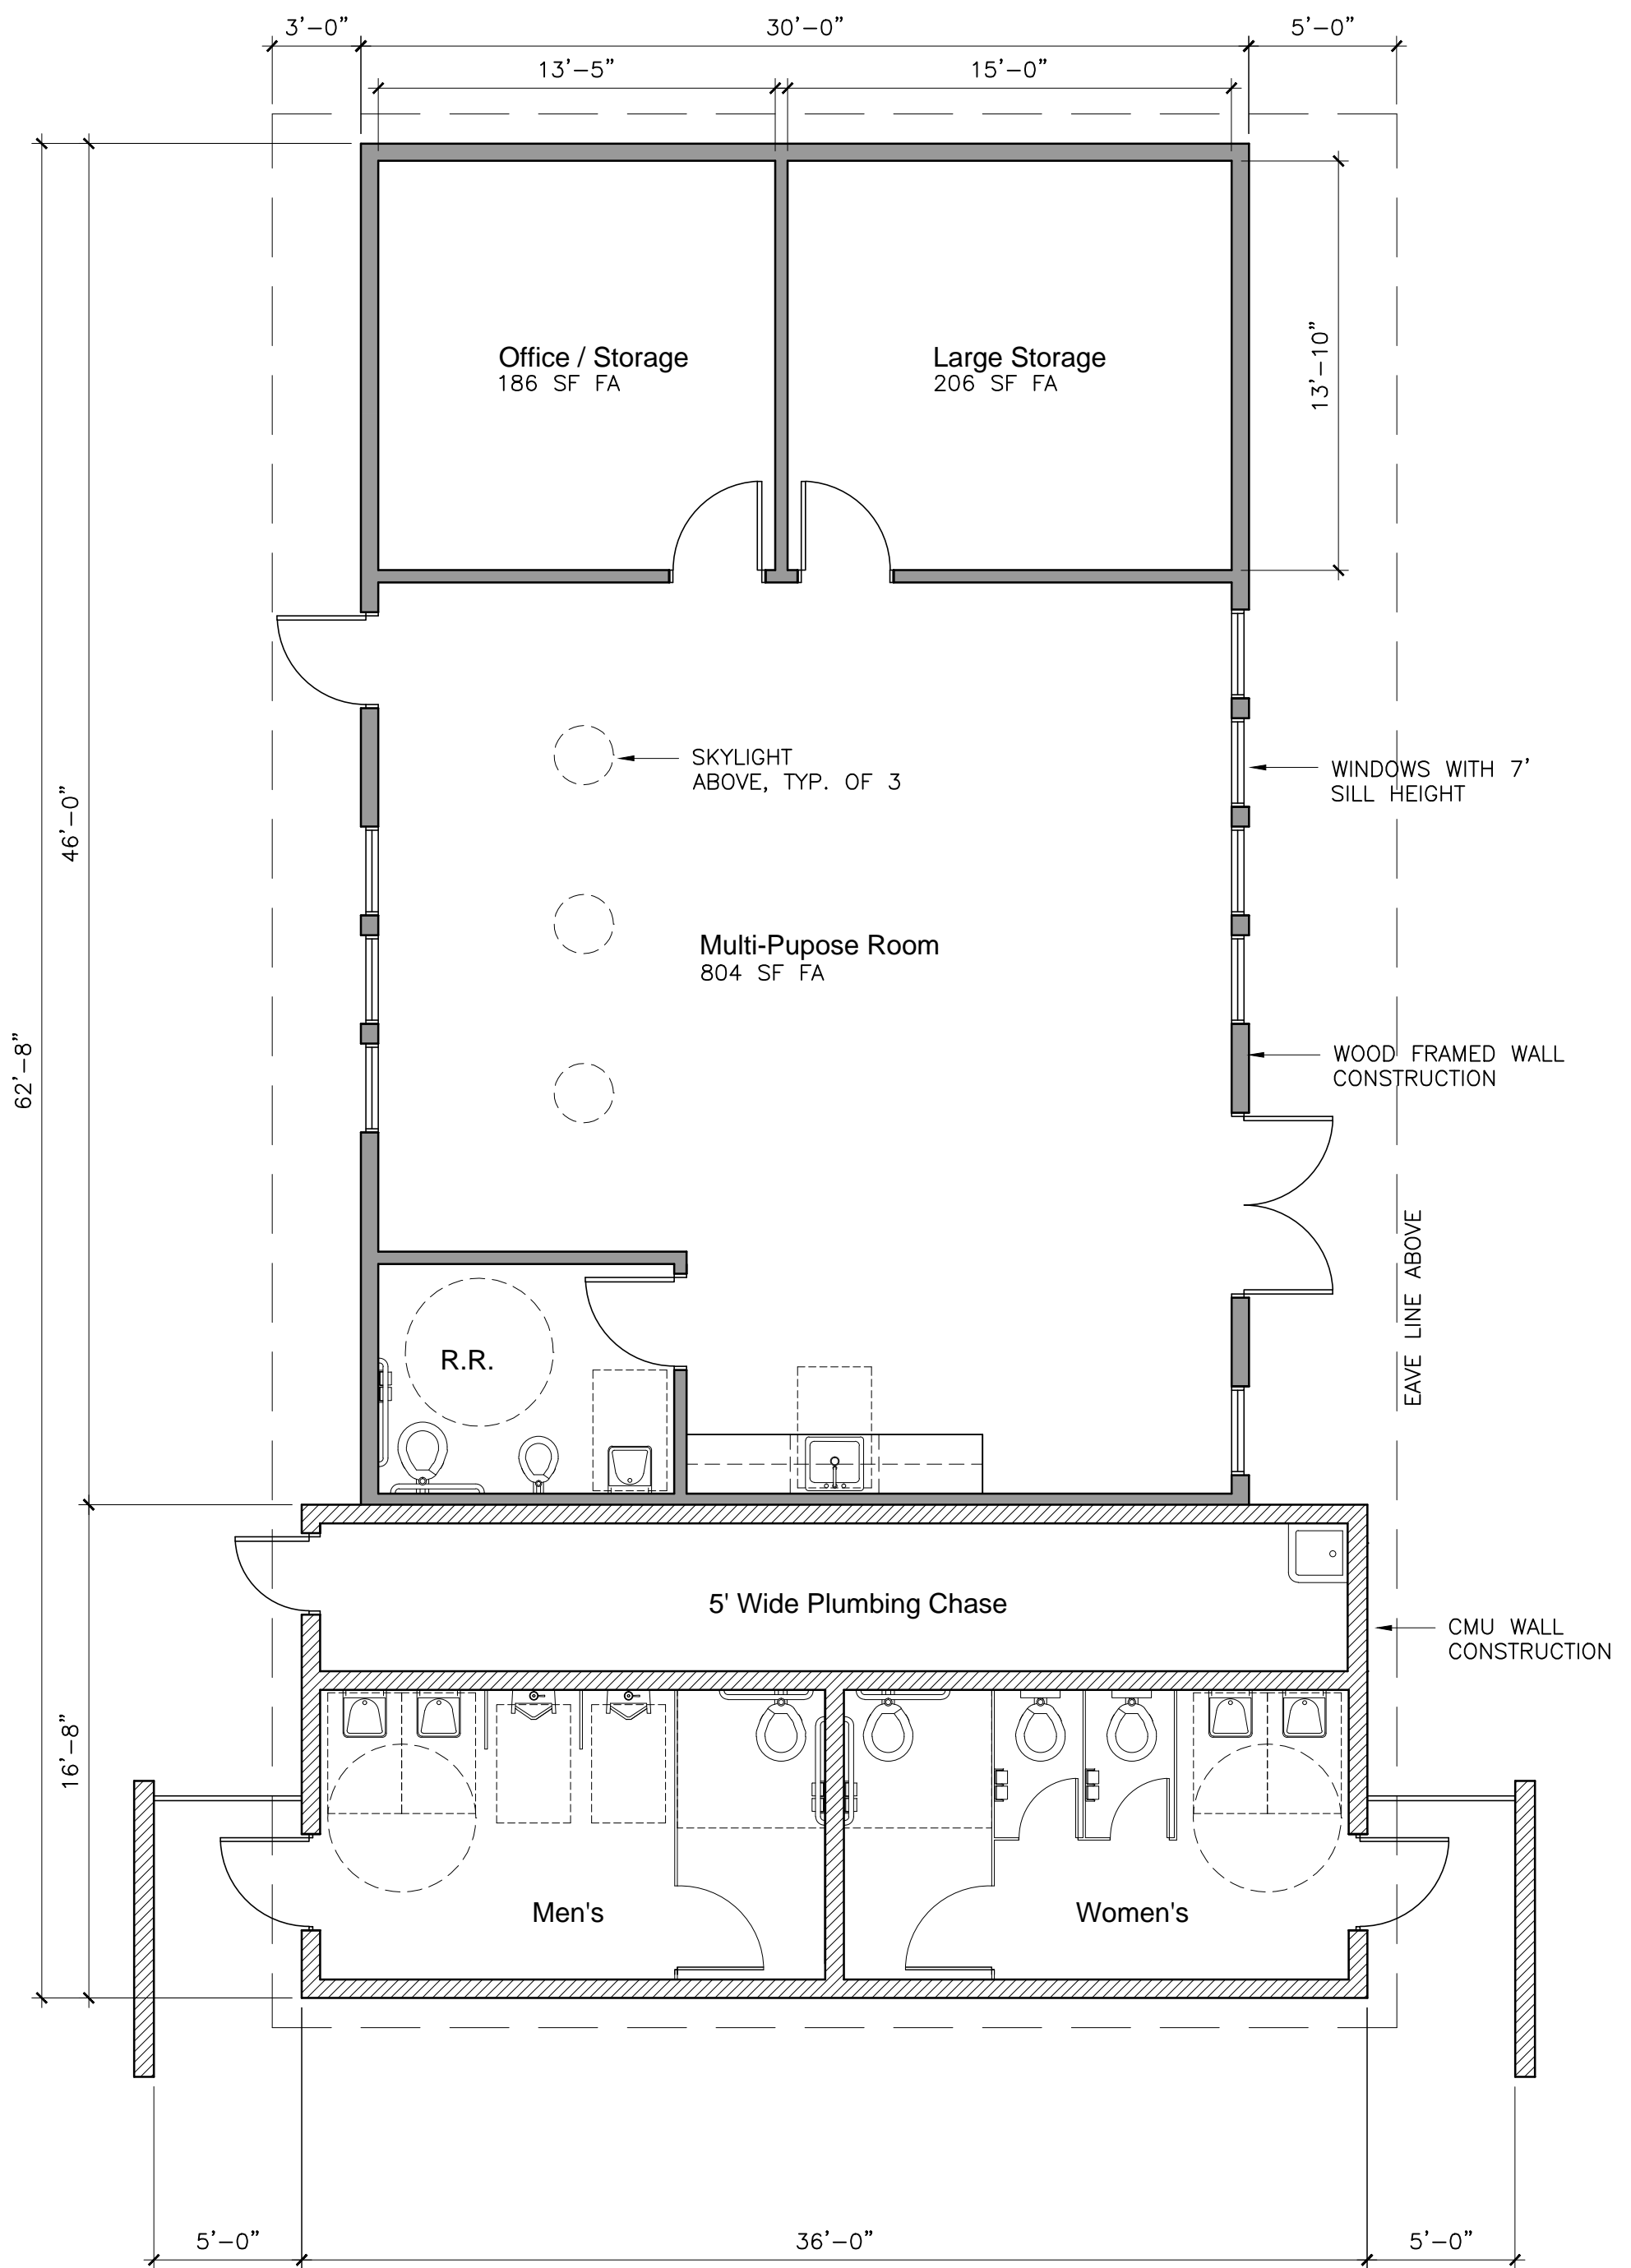 3'-0"
30'-0"
5'-0"
13'-5"
15'-0"
Office / Storage
186 SF FA
Large Storage
206 SF FA
13'-10"
SKYLIGHT
ABOVE, TYP. OF 3
WINDOWS WITH 7'
SILL HEIGHT
46'-0"
Multi-Pupose Room
804 SF FA
62'-8"
WOOD FRAMED WALL
CONSTRUCTION
EAVE LINE ABOVE
R.R.
5' Wide Plumbing Chase
CMU WALL
CONSTRUCTION
16'-8"
Men's
Women's
5'-0"
36'-0"
5'-0"